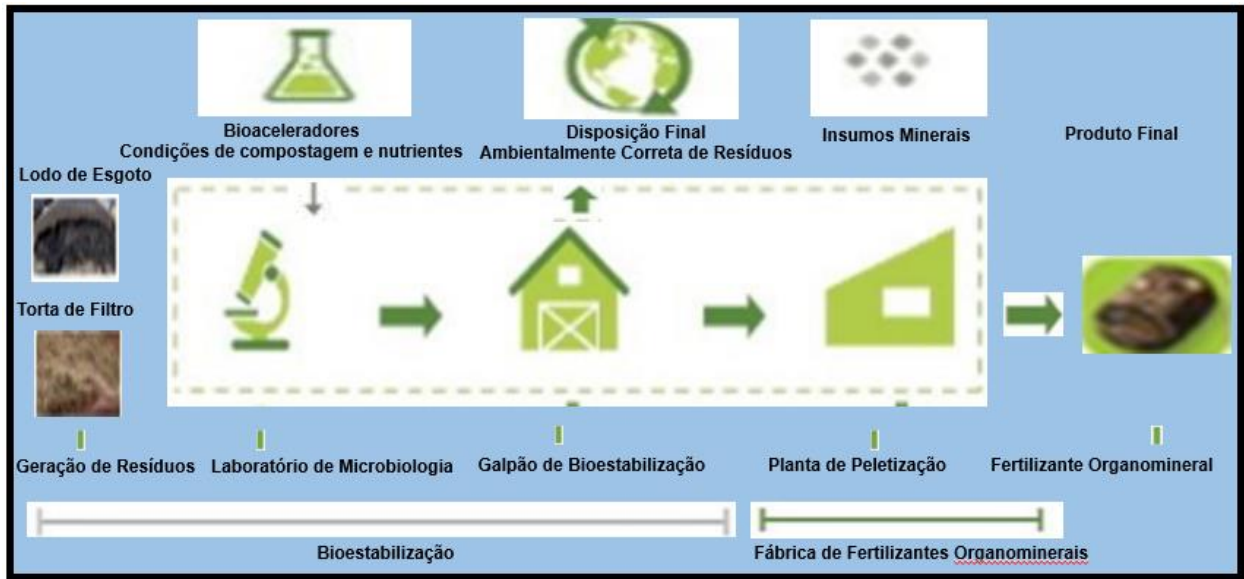 Bioaceleradores
Condições de compostagem e nutrientes
Disposição Final
Ambientalmente Correta de Resíduos
Insumos Minerais
Produto Final
Lodo de Esgoto
Torta de Filtro
Geração de Resíduos
Laboratório de Microbiologia
Galpão de Bioestabilização
Planta de Peletização
Fertilizante Organomineral
Bioestabilização
Fábrica de Fertilizantes Organominerais